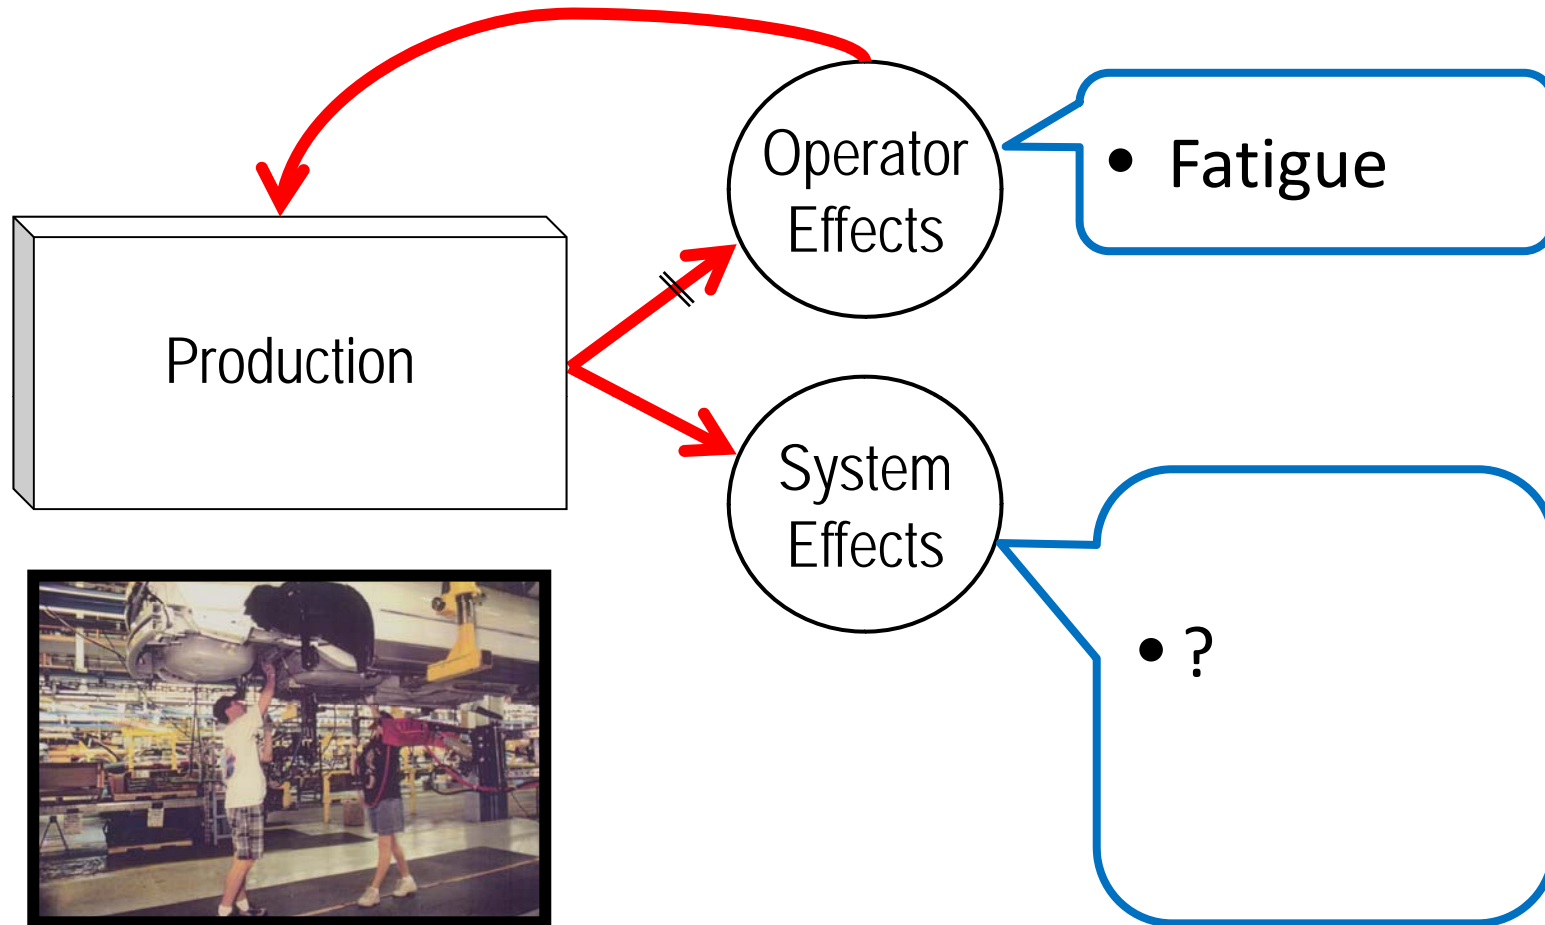 Operator
Effects
• Fatigue
Production
System
Effects
• ?